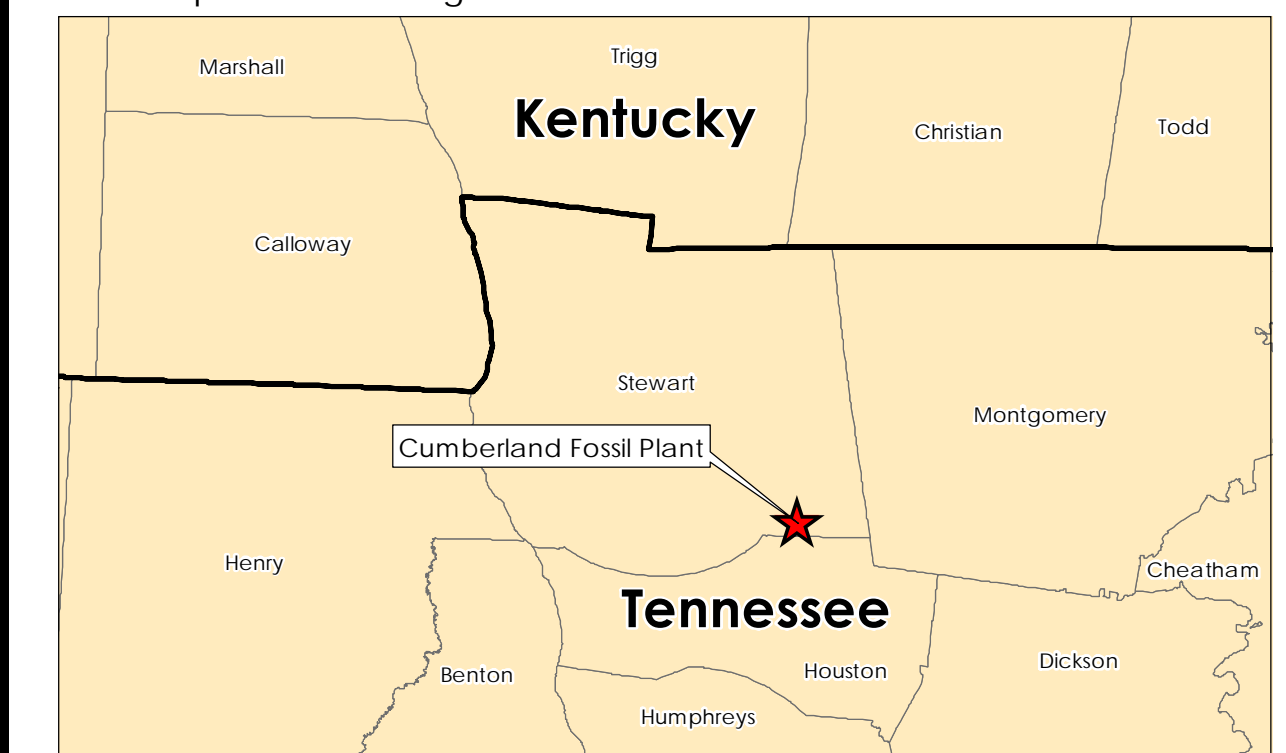 Marshall
Trigg
Kentucky
Christian
Todd
Calloway
Stewart
Montgomery
Cumberland Fossil Plant
Henry
Cheatham
Tennessee
Benton
Houston
Dickson
Humphreys